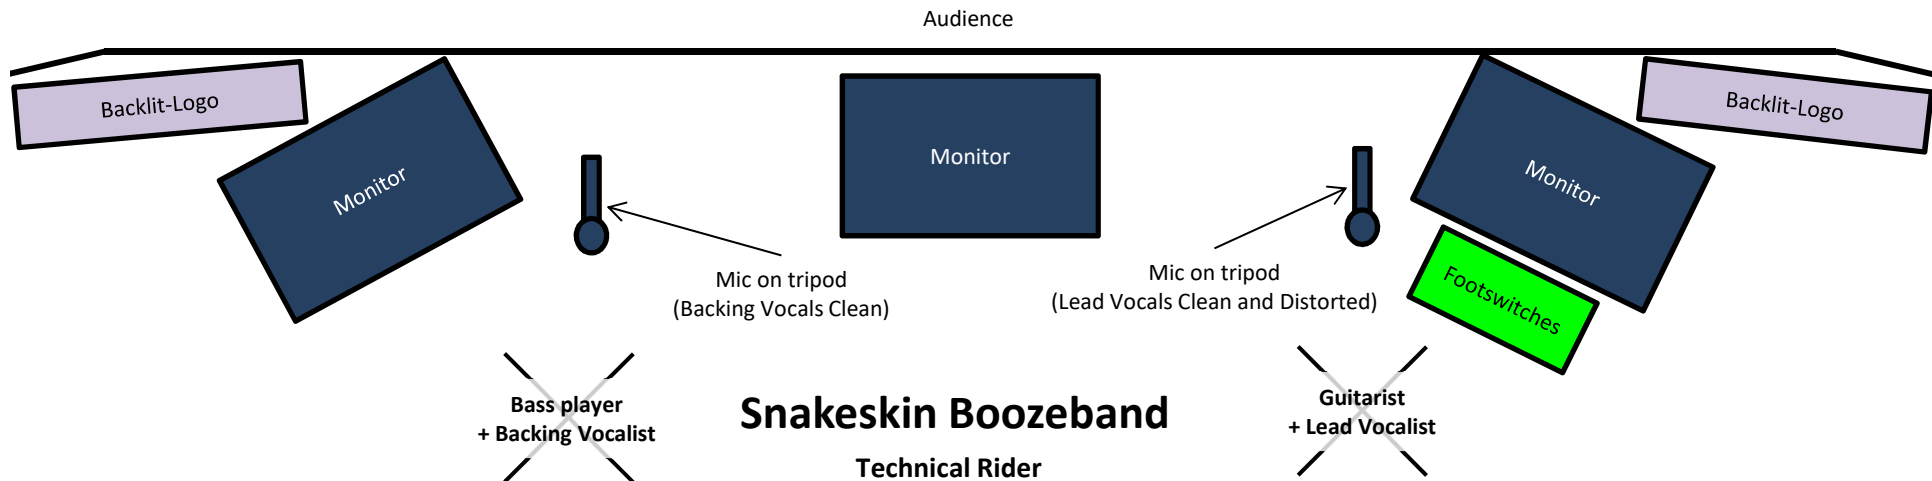 Audience
Backlit-Logo
Backlit-Logo
Monitor
Monitor
Monitor
Mic on tripod
(Backing Vocals Clean)
Mic on tripod
(Lead Vocals Clean and Distorted)
Footswitches
Bass player
+ Backing Vocalist
Snakeskin Boozeband
Technical Rider
Guitarist
+ Lead Vocalist